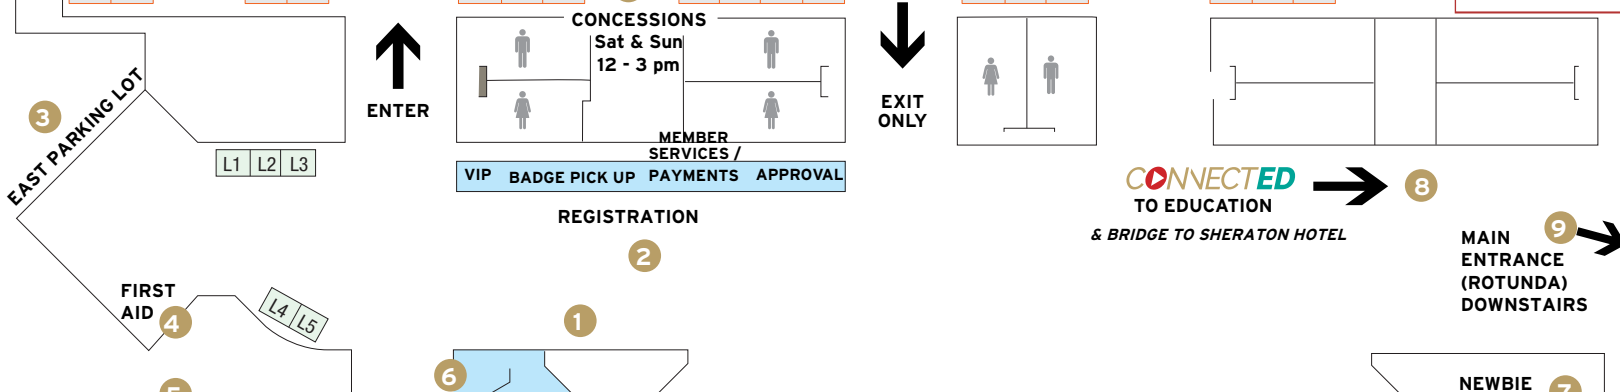 CONCESSIONS
Sat & Sun
12 - 3 pm
ENTER
EXIT
ONLY
3
EAST PARKING LOT
L1 L2 L3
MEMBER
SERVICES /
VIP BADGE PICK UP PAYMENTS APPROVAL
REGISTRATION
2
CONNECTED
TO EDUCATION
& BRIDGE TO SHERATON HOTEL
8
9
MAIN
ENTRANCE
(ROTUNDA)
DOWNSTAIRS
FIRST
AID
4
L4 L5
1
6
5
NEWBIE
7